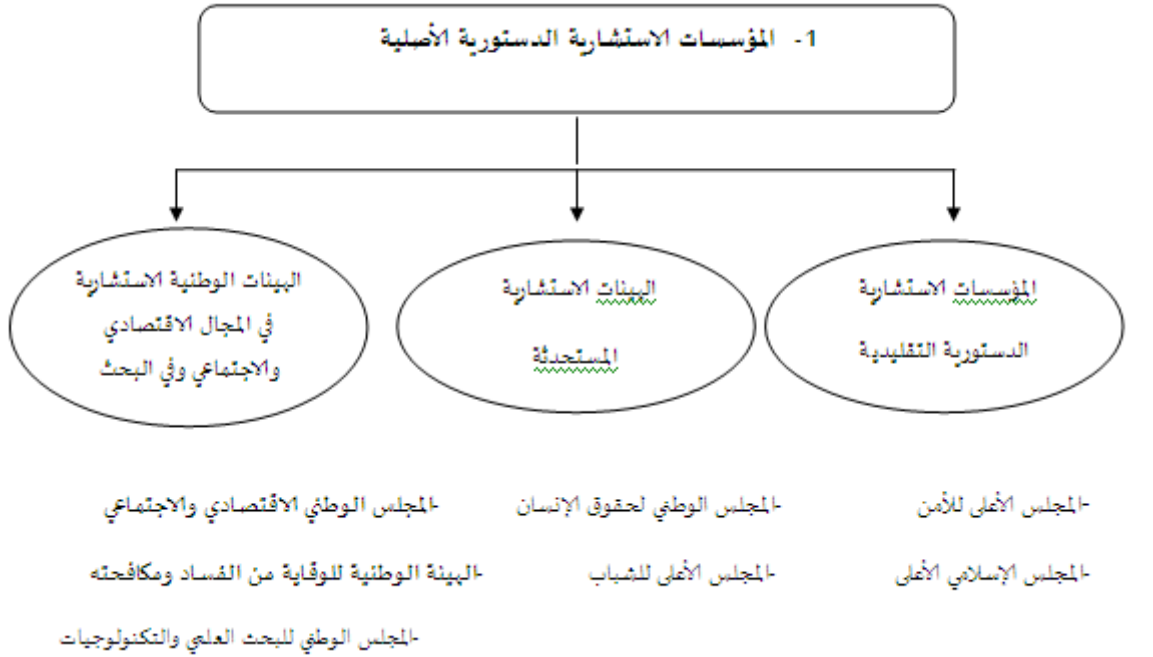 1- المؤسسات الاستشارية الدستورية الأصلية
المؤسسات الاستشارية
الدستورية التقليدية
الهيئات الاستشارية
المستحدثة
الهيئات الوطنية الاستشارية
في المجال الاقتصادي
والاجتماعي وفي البحث
-المجلس الأعلى للأمن
-المجلس الإسلامي الأعلى
-المجلس الوطني لحقوق الإنسان
-المجلس الأعلى للشباب
-المجلس الوطني الاقتصادي والاجتماعي
-الهيئة الوطنية للوقاية من الفساد ومكافحته
-المجلس الوطني للبحث العلمي والتكنولوجيات